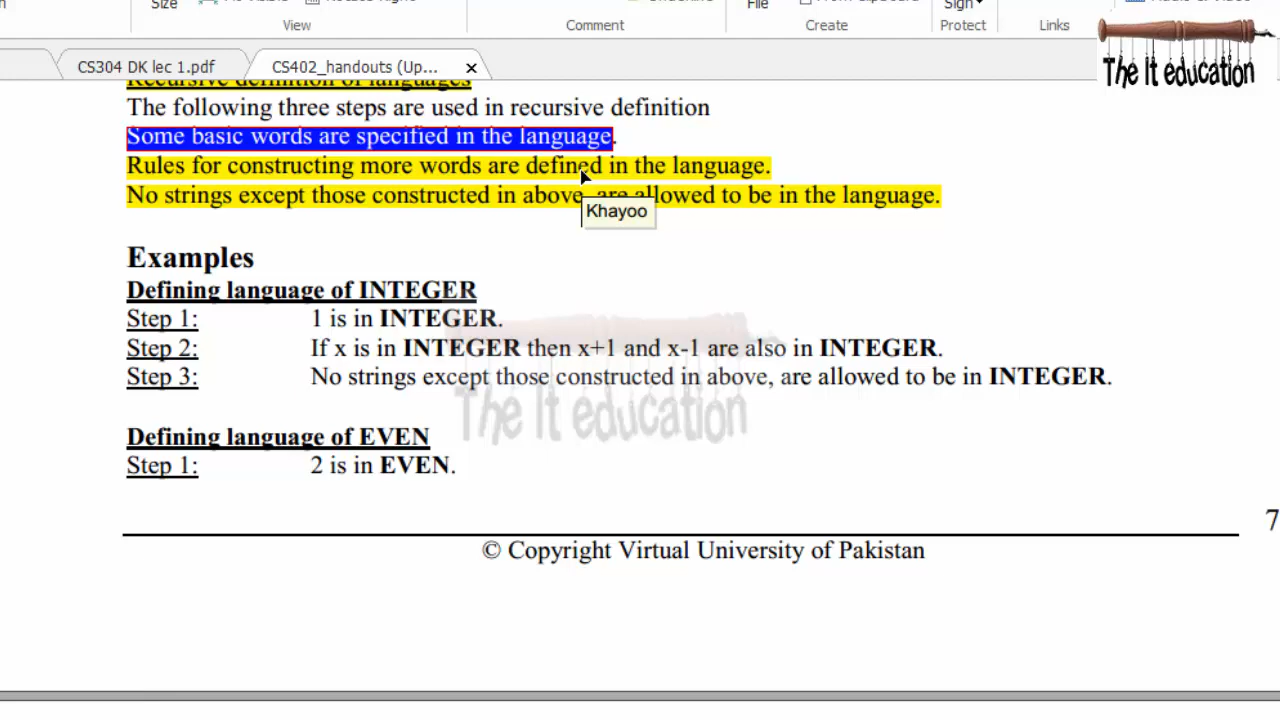 Size
View
Comment
File
Create
Sign
Protect
Links
The It education
CS304 DK lec 1.pdf
CS402_handouts (Up... ×
Recursive definition of languages
The following three steps are used in recursive definition
Some basic words are specified in the language.
Rules for constructing more words are defined in the language.
No strings except those constructed in above, are allowed to be in the language.
Khayoo
Examples
Defining language of INTEGER
Step 1: 1 is in INTEGER.
Step 2: If x is in INTEGER then x+1 and x-1 are also in INTEGER.
Step 3: No strings except those constructed in above, are allowed to be in INTEGER.
The It education
Defining language of EVEN
Step 1: 2 is in EVEN.
7
© Copyright Virtual University of Pakistan